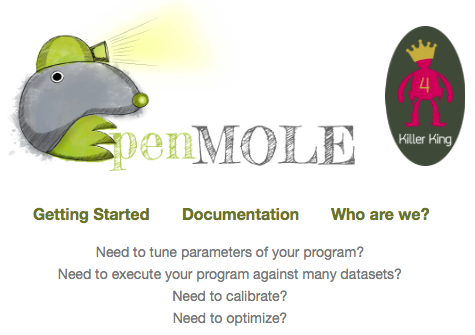 penMOLE
4
Killer King
Getting Started Documentation Who are we?
Need to tune parameters of your program?
Need to execute your program against many datasets?
Need to calibrate?
Need to optimize?